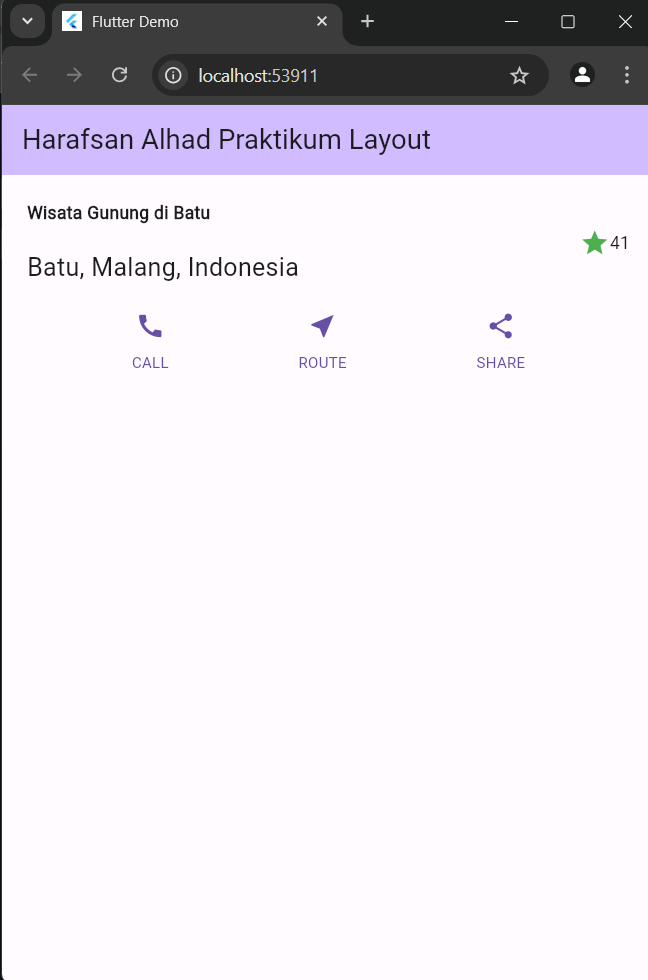 Flutter Demo
localhost:53911
Harafsan Alhad Praktikum Layout
Wisata Gunung di Batu
41
Batu, Malang, Indonesia
CALL ROUTE SHARE